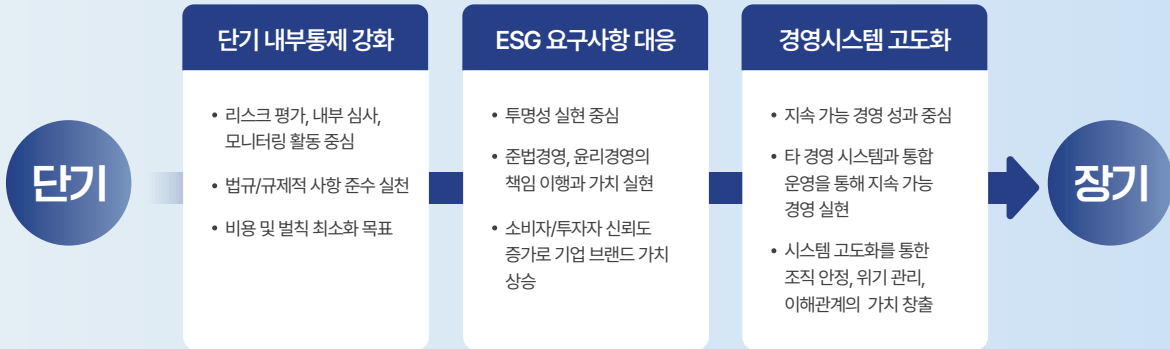 단기
단기 내부통제 강화
• 리스크 평가, 내부 심사,
모니터링 활동 중심
• 법규/규제적 사항 준수 실천
• 비용 및 벌칙 최소화 목표
ESG 요구사항 대응
• 투명성 실현 중심
• 준법경영, 윤리경영의
책임 이행과 가치 실현
• 소비자/투자자 신뢰도
증가로 기업 브랜드 가치
상승
경영시스템 고도화
• 지속 가능 경영 성과 중심
• 타 경영 시스템과 통합
운영을 통해 지속 가능
경영 실현
• 시스템 고도화를 통한
조직 안정, 위기 관리,
이해관계의 가치 창출
장기